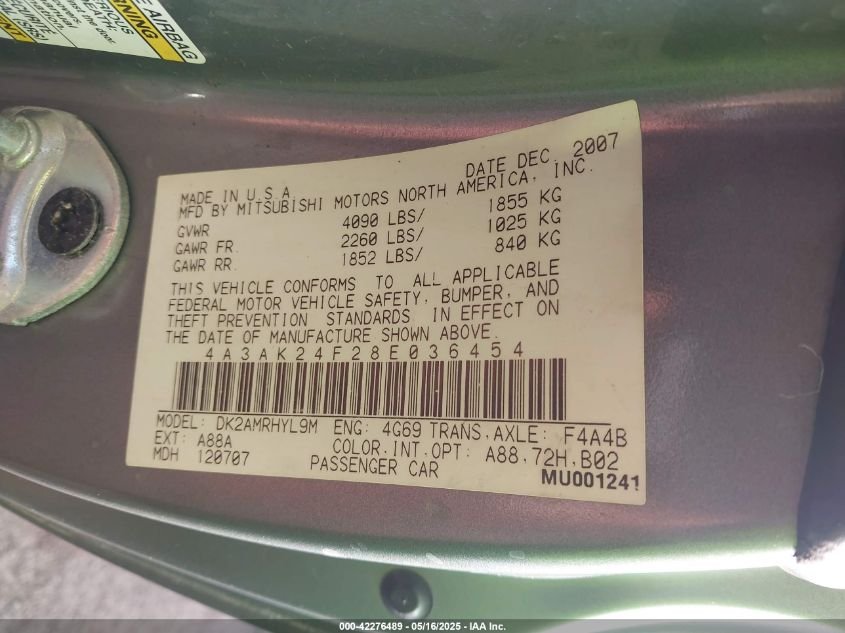 E AIRBAG
WARNING
MADE IN U.S.A. DATE DEC. 2007
MFD BY MITSUBISHI MOTORS NORTH AMERICA, INC.
GVWR 4090 LBS/ 1855 KG
GAWR FR. 2260 LBS/ 1025 KG
GAWR RR. 1852 LBS/ 840 KG
THIS VEHICLE CONFORMS TO ALL APPLICABLE
FEDERAL MOTOR VEHICLE SAFETY, BUMPER, AND
THEFT PREVENTION STANDARDS IN EFFECT ON
THE DATE OF MANUFACTURE SHOWN ABOVE.
4A3AK24F28E036454
MODEL: DK2AMRHYL9M ENG: 4G69 TRANS.AXLE: F4A4B
EXT: A88A COLOR.INT.OPT: A88.72H.B02
MDH 120707 PASSENGER CAR
MU001241
000-42276489 - 05/16/2025 - IAA Inc.